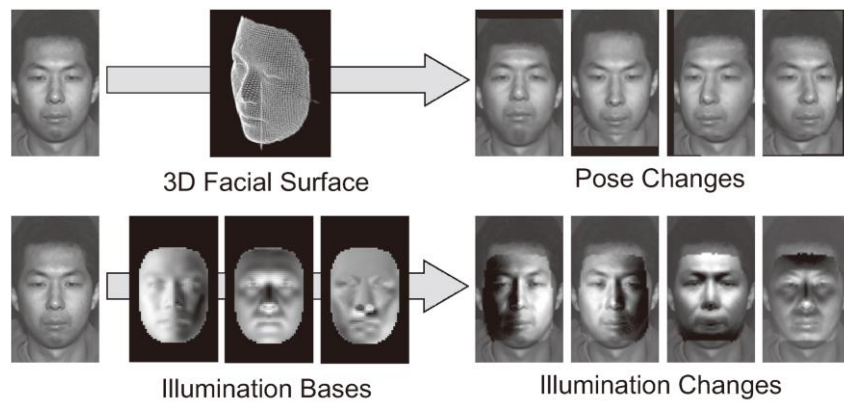 3D Facial Surface
Pose Changes
Illumination Bases
Illumination Changes